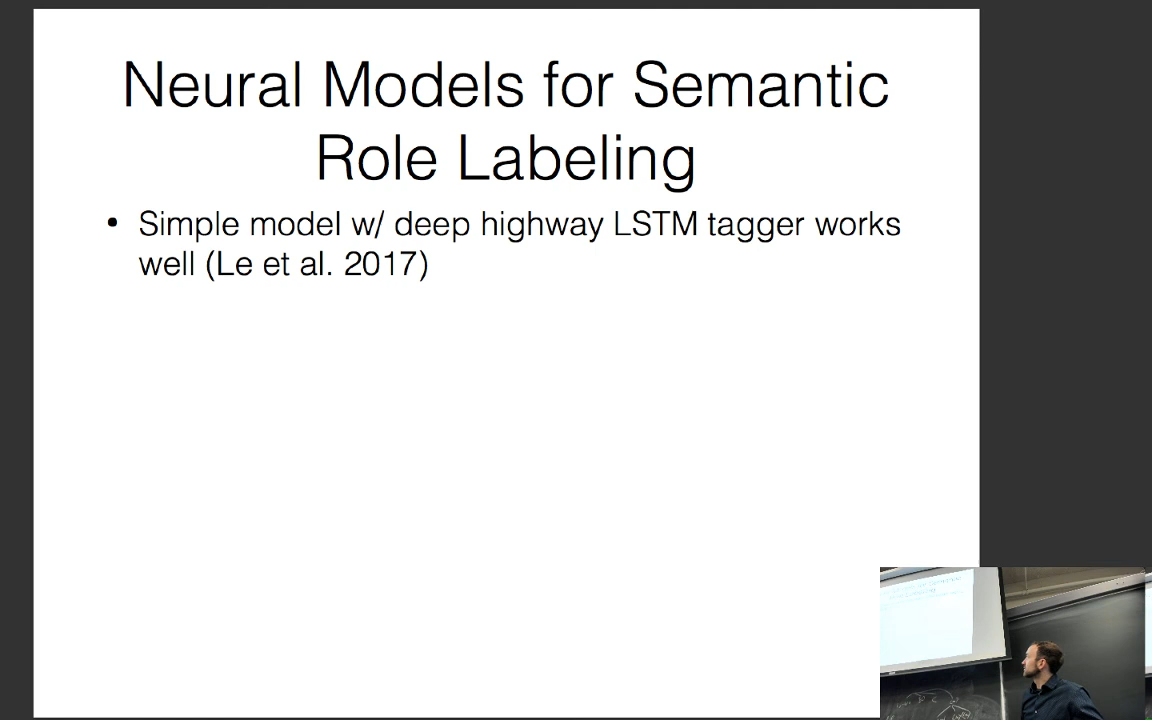 Neural Models for Semantic
Role Labeling
• Simple model w/ deep highway LSTM tagger works
well (Le et al. 2017)